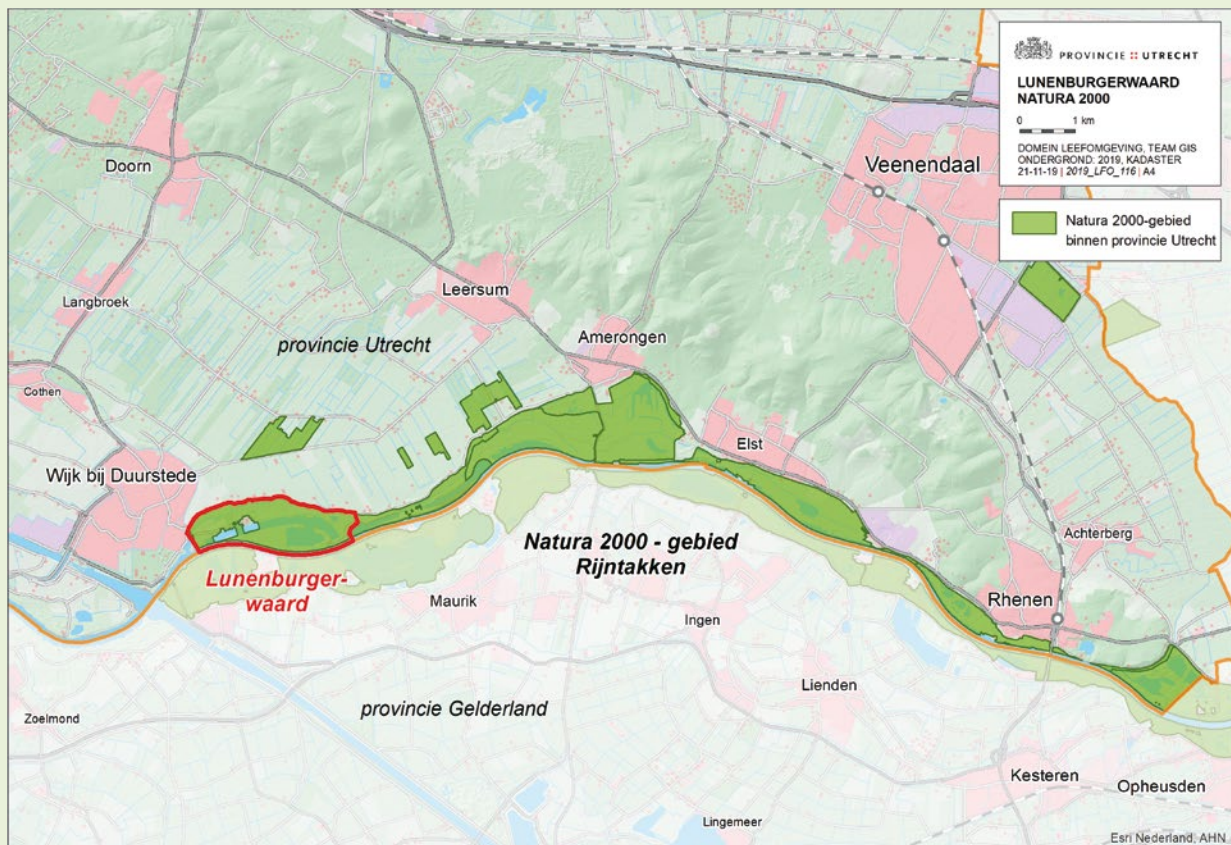 PROVINCIE UTRECHT
LUNENBURGERWAARD
NATURA 2000
0 1 km
DOMEIN LEEFOMGEVING, TEAM GIS
ONDERGROND: 2019, KADASTER
21-11-19 | 2019_LFO_116 | A4
Natura 2000-gebied
binnen provincie Utrecht
Doorn
Veenendaal
Langbroek
Leersum
provincie Utrecht
Amerongen
Cothen
Elst
Wijk bij Duurstede
Achterberg
Natura 2000 - gebied
Rijntakken
Lunenburger-
waard
Maurik
Rhenen
Ingen
Lienden
Zoelmond
provincie Gelderland
Kesteren
Opheusden
Lingemeer
Esri Nederland, AHN